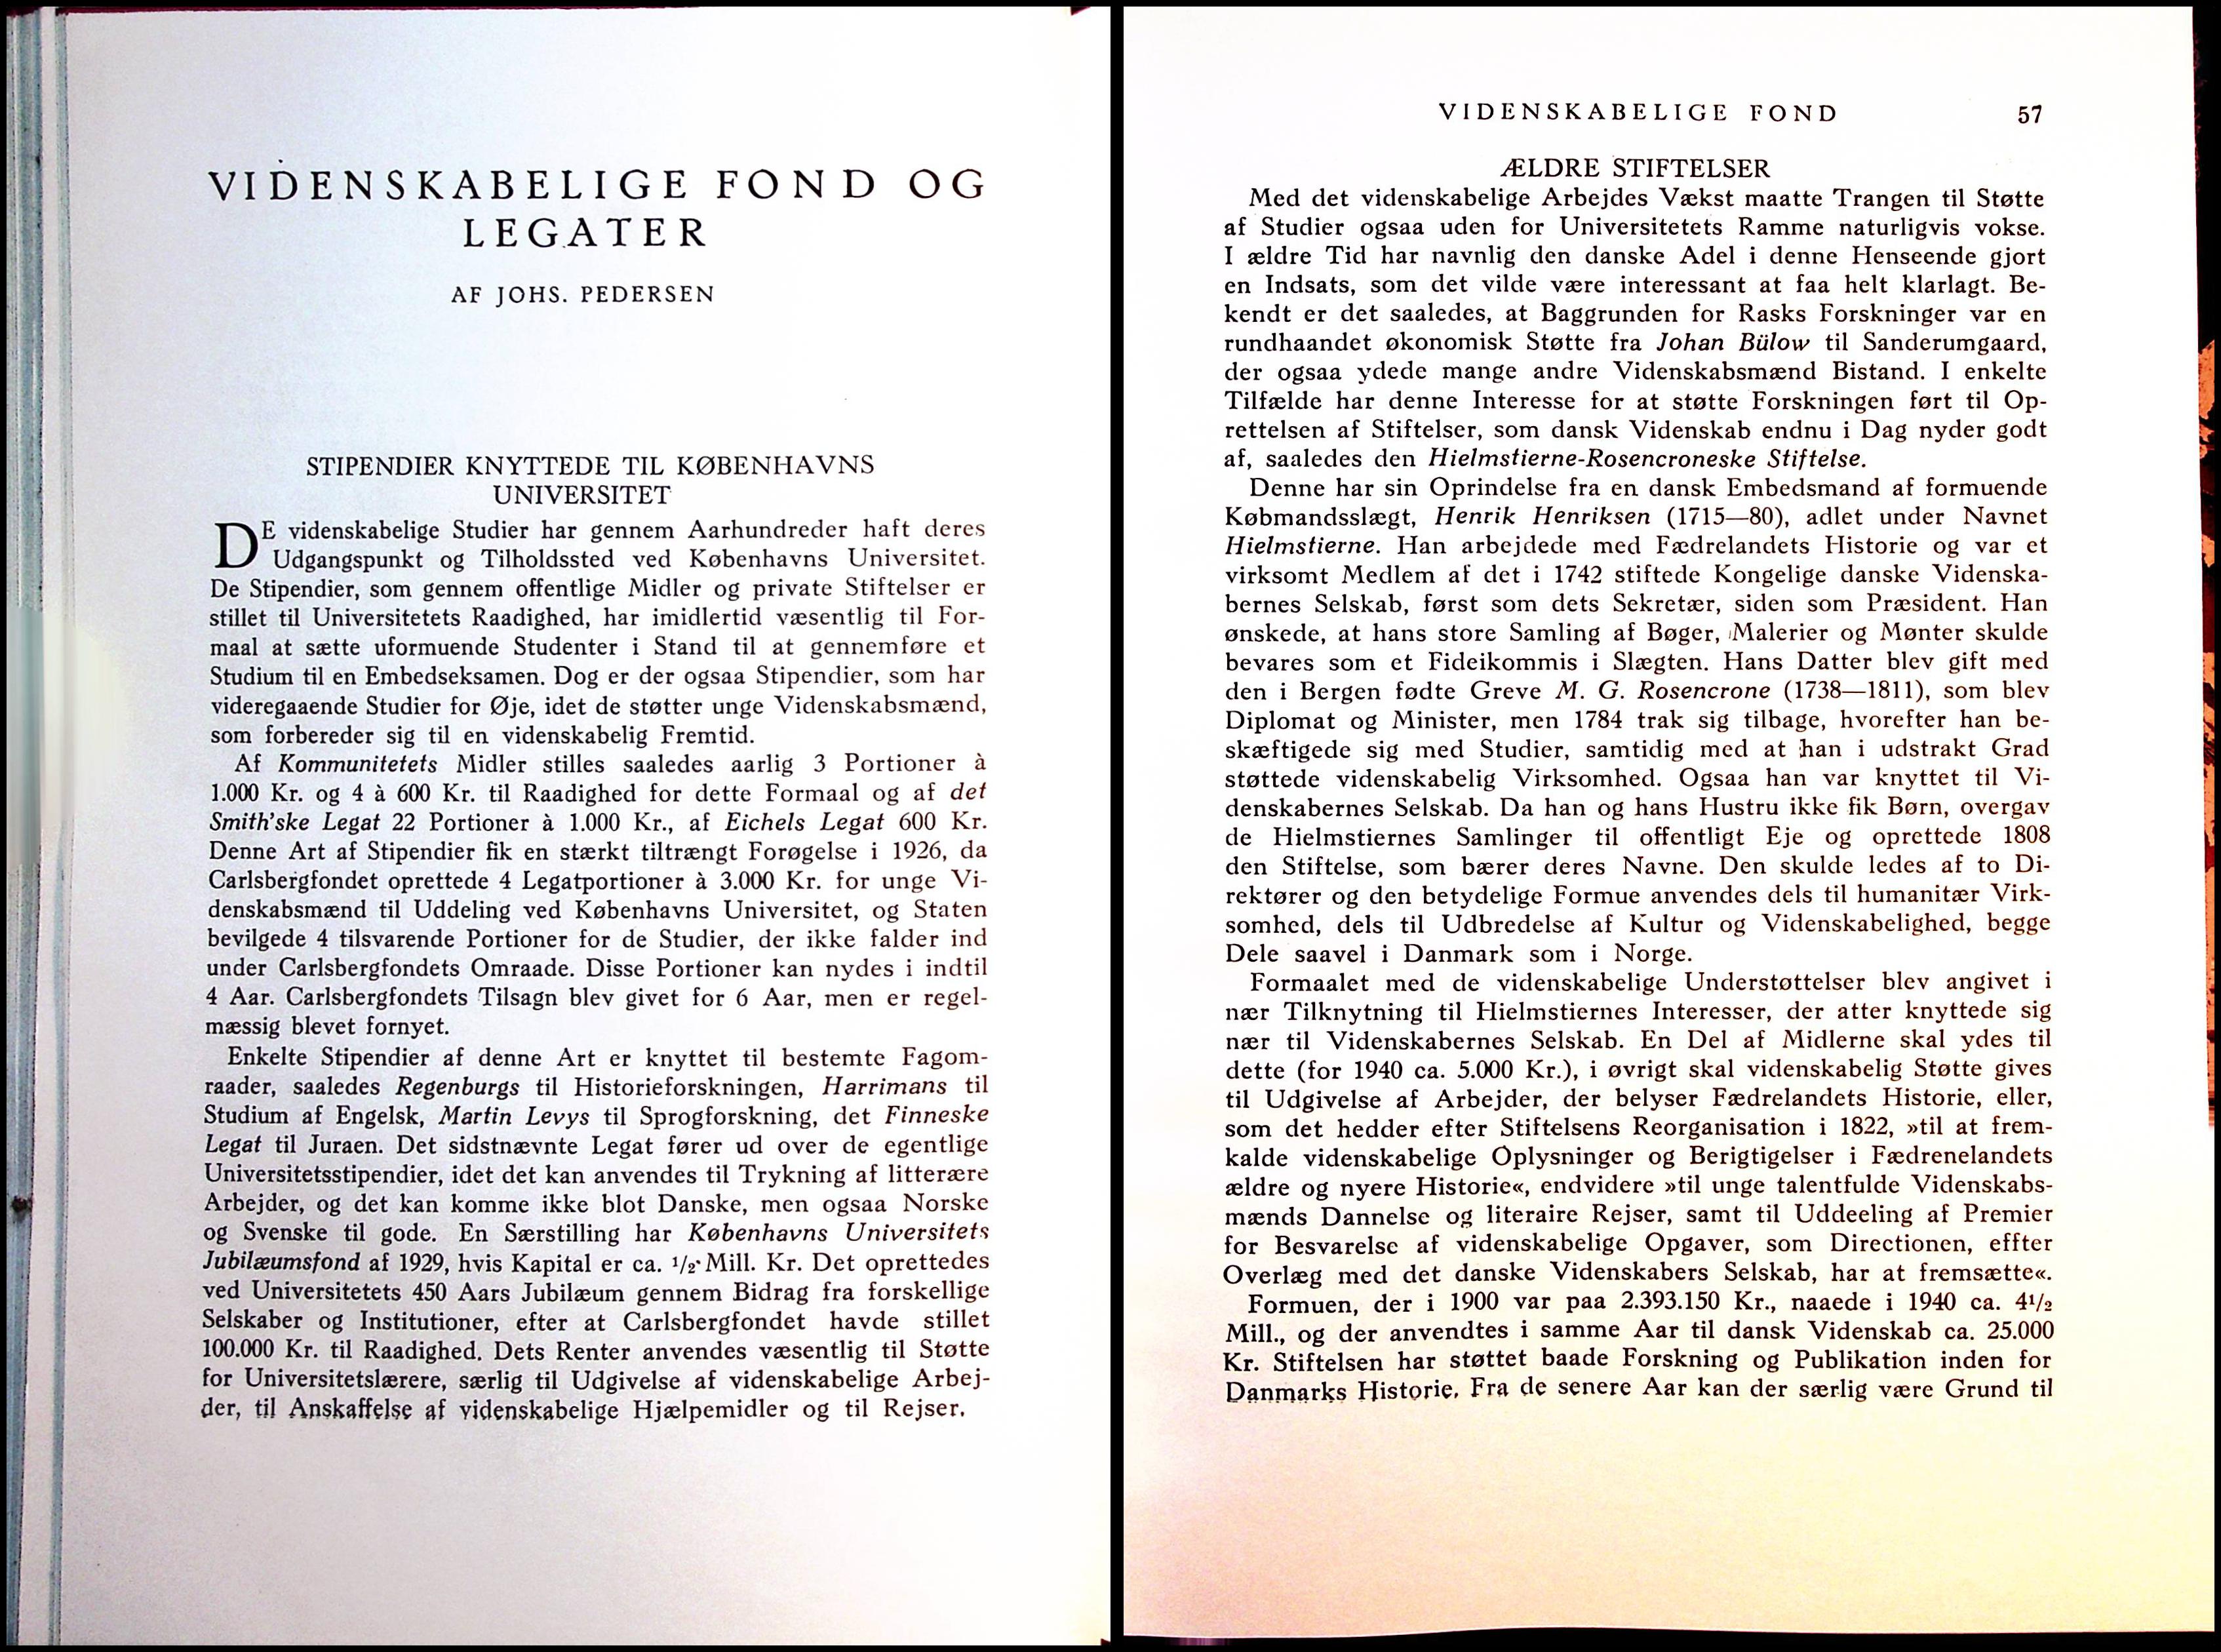 VIDENSKABELIGE FOND OG
LEGATER
AF JOHS. PEDERSEN
STIPENDIER KNYTTEDE TIL KØBENHAVNS
UNIVERSITET
DE videnskabelige Studier har gennem Aarhundreder haft deres
Udgangspunkt og Tilholdssted ved Københavns Universitet.
De Stipendier, som gennem offentlige Midler og private Stiftelser er
stillet til Universitetets Raadighed, har imidlertid væsentlig til For-
maal at sætte uformuende Studenter i Stand til at gennemføre et
Studium til en Embedseksamen. Dog er der ogsaa Stipendier, som har
videregaaende Studier for Øje, idet de støtter unge Videnskabsmænd,
som forbereder sig til en videnskabelig Fremtid.
Af Kommunitetets Midler stilles saaledes aarlig 3 Portioner à
1.000 Kr. og 4 à 600 Kr. til Raadighed for dette Formaal og af det
Smith'ske Legat 22 Portioner à 1.000 Kr., af Eichels Legat 600 Kr.
Denne Art af Stipendier fik en stærkt tiltrængt Forøgelse i 1926, da
Carlsbergfondet oprettede 4 Legatportioner à 3.000 Kr. for unge Vi-
denskabsmænd til Uddeling ved Københavns Universitet, og Staten
bevilgede 4 tilsvarende Portioner for de Studier, der ikke falder ind
under Carlsbergfondets Omraade. Disse Portioner kan nydes i indtil
4 Aar. Carlsbergfondets Tilsagn blev givet for 6 Aar, men er regel-
mæssig blevet fornyet.
Enkelte Stipendier af denne Art er knyttet til bestemte Fagom-
raader, saaledes Regenburgs til Historieforskningen, Harrimans til
Studium af Engelsk, Martin Levys til Sprogforskning, det Finneske
Legat til Juraen. Det sidstnævnte Legat fører ud over de egentlige
Universitetsstipendier, idet det kan anvendes til Trykning af litterære
Arbejder, og det kan komme ikke blot Danske, men ogsaa Norske
og Svenske til gode. En Særstilling har Københavns Universitets
Jubilæumsfond af 1929, hvis Kapital er ca. 1/2 Mill. Kr. Det oprettedes
ved Universitetets 450 Aars Jubilæum gennem Bidrag fra forskellige
Selskaber og Institutioner, efter at Carlsbergfondet havde stillet
100.000 Kr. til Raadighed. Dets Renter anvendes væsentlig til Støtte
for Universitetslærere, særlig til Udgivelse af videnskabelige Arbej-
der, til Anskaffelse af videnskabelige Hjælpemidler og til Rejser.
VIDENSKABELIGE FOND 57
ÆLDRE STIFTELSER
Med det videnskabelige Arbejdes Vækst maatte Trangen til Støtte
af Studier ogsaa uden for Universitetets Ramme naturligvis vokse.
I ældre Tid har navnlig den danske Adel i denne Henseende gjort
en Indsats, som det vilde være interessant at faa helt klarlagt. Be-
kendt er det saaledes, at Baggrunden for Rasks Forskninger var en
rundhaandet økonomisk Støtte fra Johan Bülow til Sanderumgaard,
der ogsaa ydede mange andre Videnskabsmænd Bistand. I enkelte
Tilfælde har denne Interesse for at støtte Forskningen ført til Op-
rettelsen af Stiftelser, som dansk Videnskab endnu i Dag nyder godt
af, saaledes den Hielmstierne-Rosencroneske Stiftelse.
Denne har sin Oprindelse fra en dansk Embedsmand af formuende
Købmandsslægt, Henrik Henriksen (1715—80), adlet under Navnet
Hielmstierne. Han arbejdede med Fædrelandets Historie og var et
virksomt Medlem af det i 1742 stiftede Kongelige danske Videnska-
bernes Selskab, først som dets Sekretær, siden som Præsident. Han
ønskede, at hans store Samling af Bøger, Malerier og Mønter skulde
bevares som et Fideikommis i Slægten. Hans Datter blev gift med
den i Bergen fødte Greve M. G. Rosencrone (1738—1811), som blev
Diplomat og Minister, men 1784 trak sig tilbage, hvorefter han be-
skæftigede sig med Studier, samtidig med at han i udstrakt Grad
støttede videnskabelig Virksomhed. Ogsaa han var knyttet til Vi-
denskabernes Selskab. Da han og hans Hustru ikke fik Børn, overgav
de Hielmstiernes Samlinger til offentligt Eje og oprettede 1808
den Stiftelse, som bærer deres Navne. Den skulde ledes af to Di-
rektører og den betydelige Formue anvendes dels til humanitær Virk-
somhed, dels til Udbredelse af Kultur og Videnskabelighed, begge
Dele saavel i Danmark som i Norge.
Formaalet med de videnskabelige Understøttelser blev angivet i
nær Tilknytning til Hielmstiernes Interesser, der atter knyttede sig
nær til Videnskabernes Selskab. En Del af Midlerne skal ydes til
dette (for 1940 ca. 5.000 Kr.), i øvrigt skal videnskabelig Støtte gives
til Udgivelse af Arbejder, der belyser Fædrelandets Historie, eller,
som det hedder efter Stiftelsens Reorganisation i 1822, »til at frem-
kalde videnskabelige Oplysninger og Berigtigelser i Fædrenelandets
ældre og nyere Historie«, endvidere »til unge talentfulde Videnskabs-
mænds Dannelse og literaire Rejser, samt til Uddeeling af Premier
for Besvarelse af videnskabelige Opgaver, som Directionen, effter
Overlæg med det danske Videnskabers Selskab, har at fremsætte«.
Formuen, der i 1900 var paa 2.393.150 Kr., naaede i 1940 ca. 41/2
Mill., og der anvendtes i samme Aar til dansk Videnskab ca. 25.000
Kr. Stiftelsen har støttet baade Forskning og Publikation inden for
Danmarks Historie. Fra de senere Aar kan der særlig være Grund til